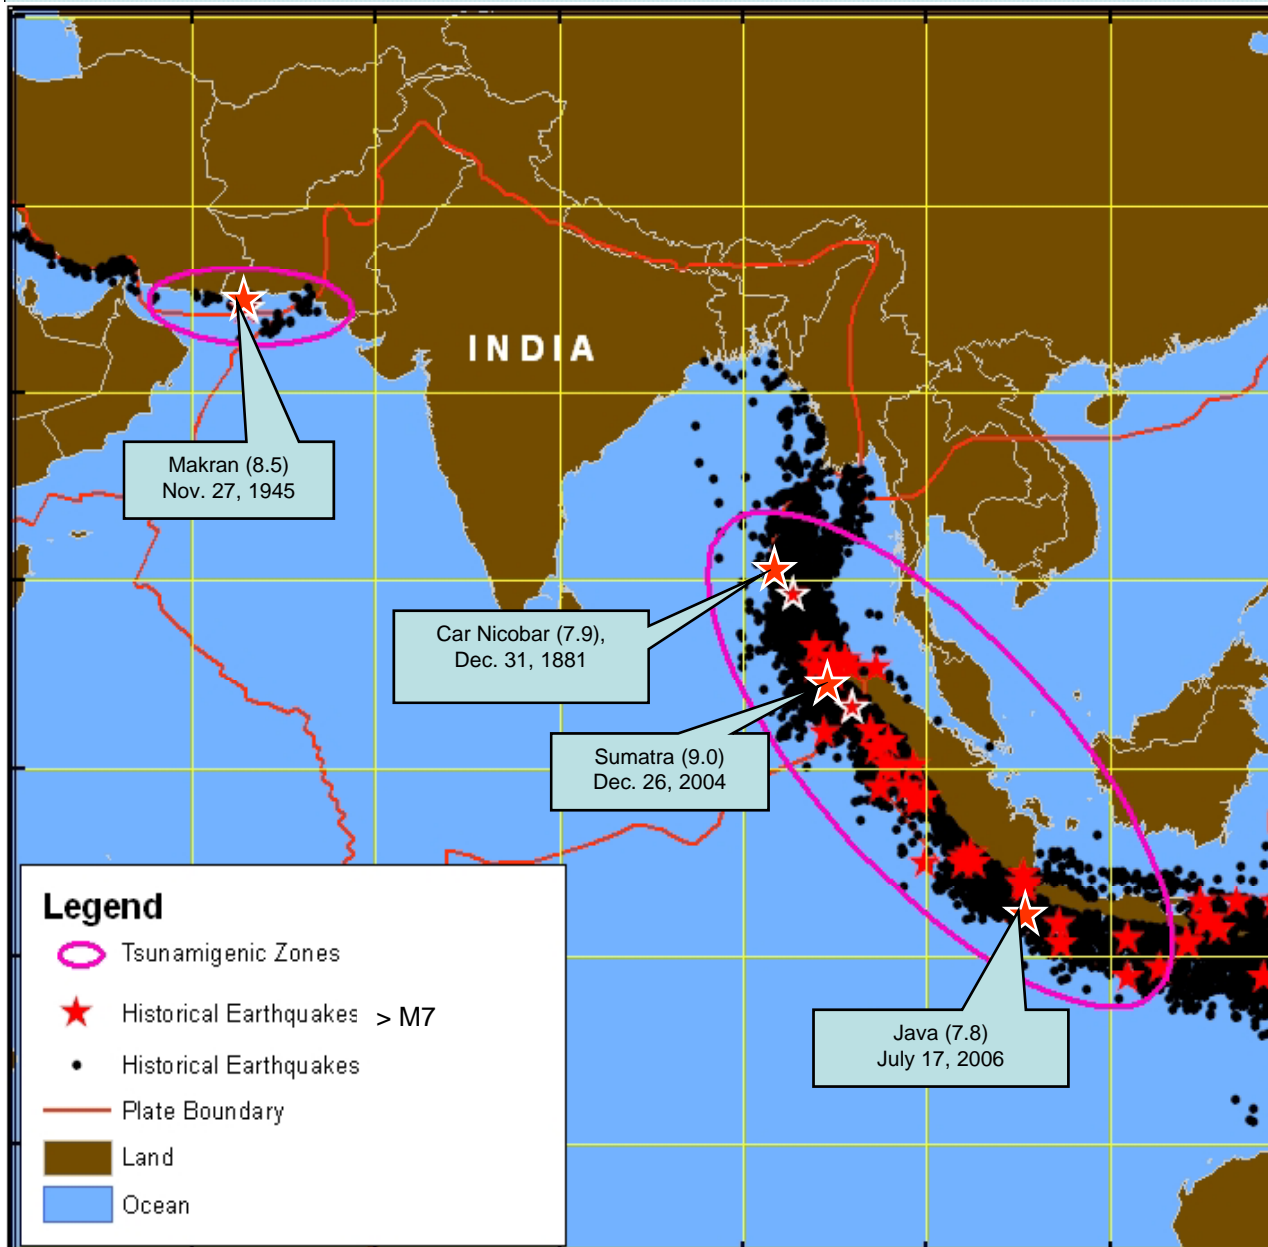 INDIA
Makran (8.5)
Nov. 27, 1945
Car Nicobar (7.9),
Dec. 31, 1881
Sumatra (9.0)
Dec. 26, 2004
Java (7.8)
July 17, 2006
Legend
Tsunamigenic Zones
Historical Earthquakes > M7
Historical Earthquakes
Plate Boundary
Land
Ocean